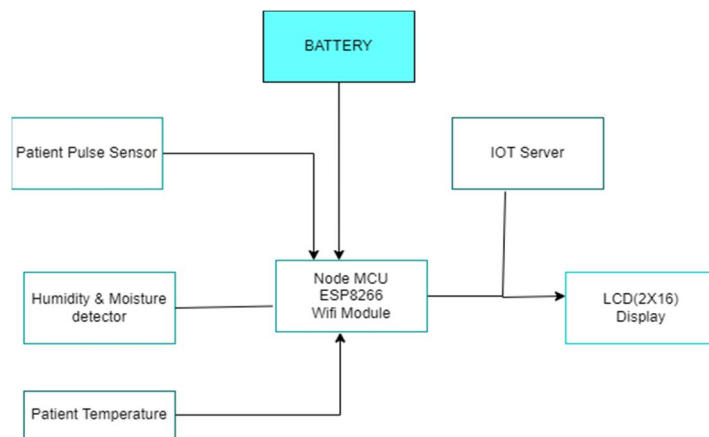 BATTERY
Patient Pulse Sensor
IOT Server
Node MCU
ESP8266
Wifi Module
Humidity & Moisture
detector
LCD(2X16)
Display
Patient Temperature